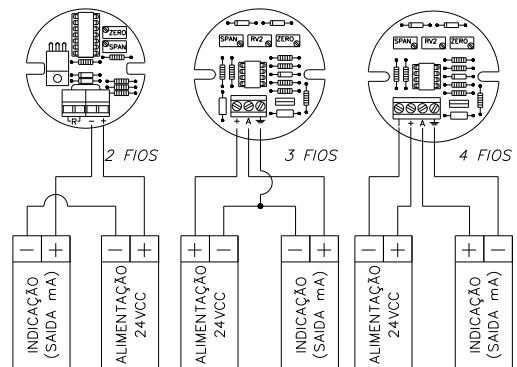 ZERO
SPAN
R - +
2 FIOS
- +
INDICAÇÃO
(SAIDA mA)
- +
ALIMENTAÇÃO
24VCC
SPAN RV2 ZERO
+ A
3 FIOS
+ -
ALIMENTAÇÃO
24VCC
- +
INDICAÇÃO
(SAIDA mA)
SPAN RV2 ZERO
- + A
4 FIOS
- +
ALIMENTAÇÃO
24VCC
+ -
INDICAÇÃO
(SAIDA mA)